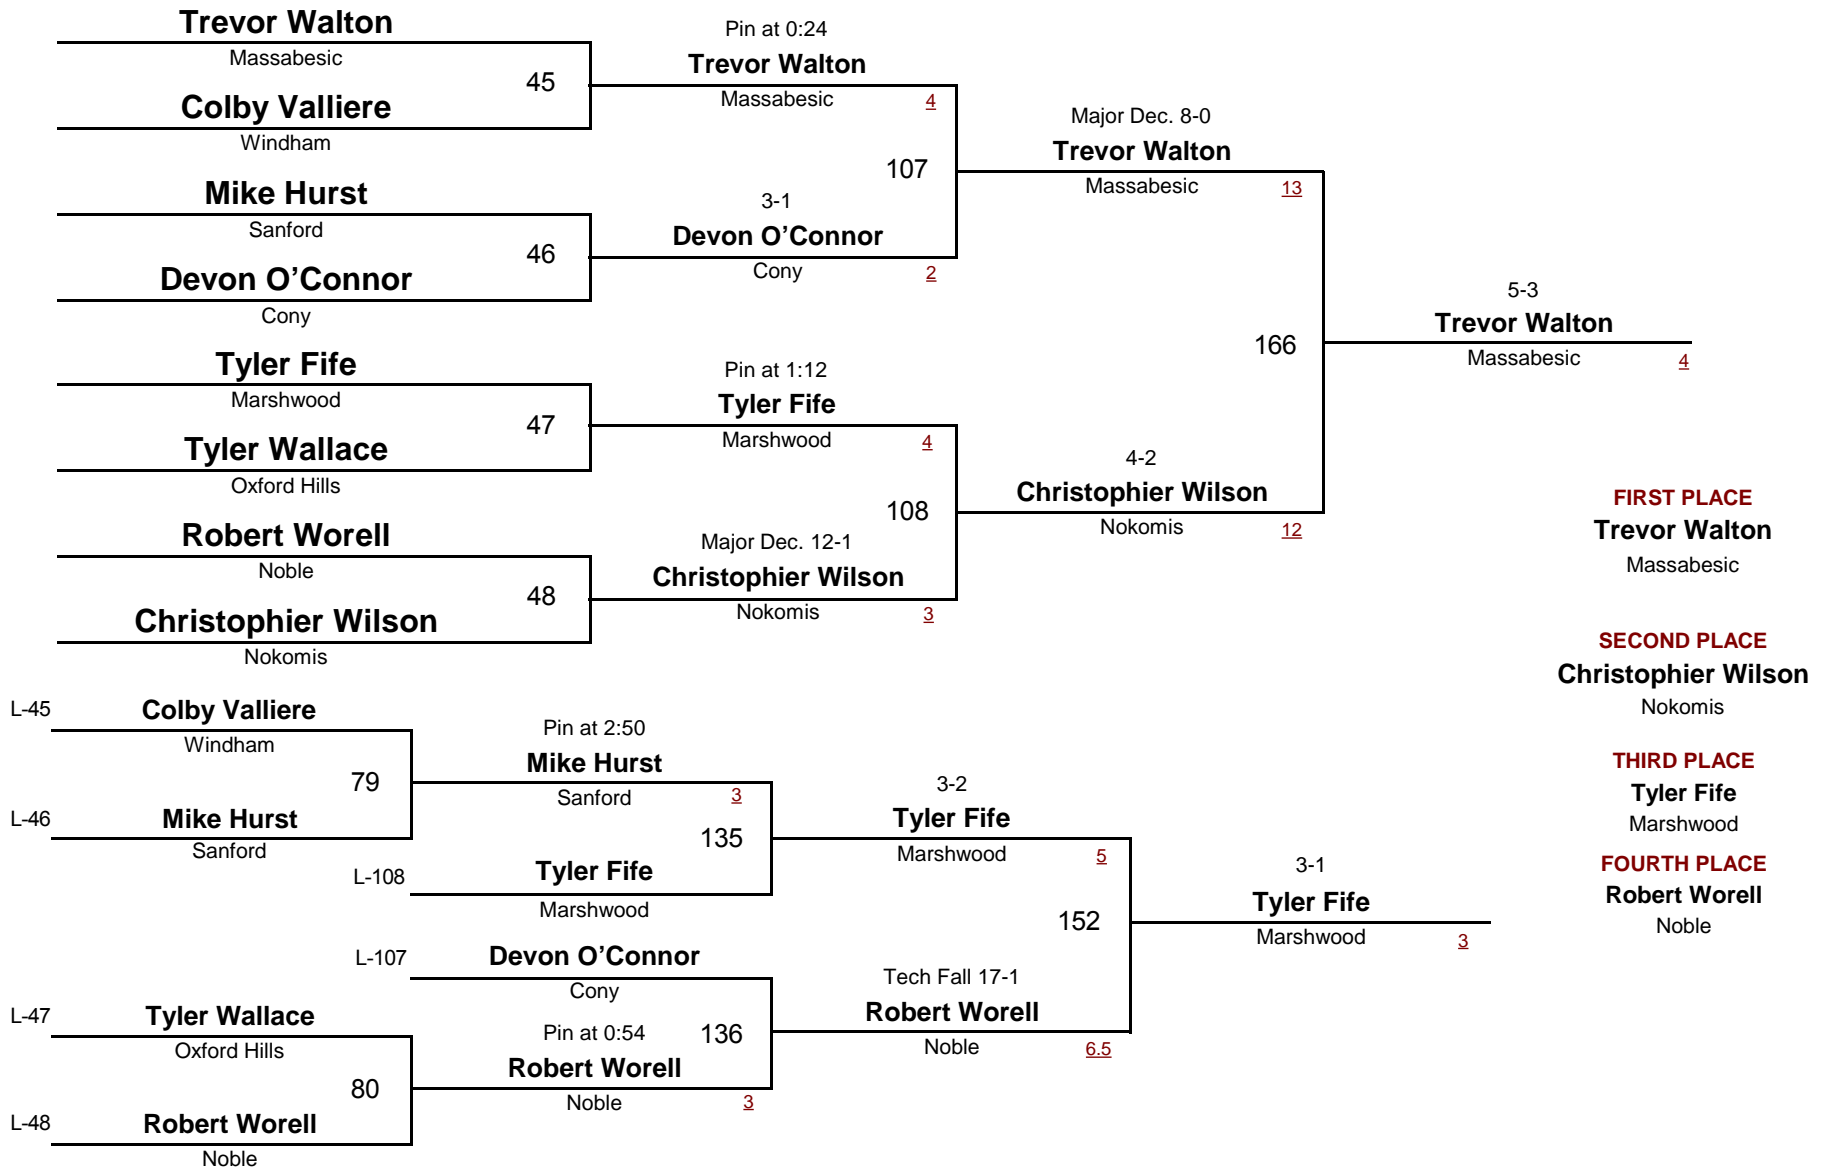 Trevor Walton
Massabesic
45
Colby Valliere
Windham
Mike Hurst
Sanford
46
Devon O’Connor
Cony
Tyler Fife
Marshwood
47
Tyler Wallace
Oxford Hills
Robert Worell
Noble
48
Christophier Wilson
Nokomis
Pin at 0:24
Trevor Walton
Massabesic
4
107
3-1
Devon O’Connor
Cony
2
Pin at 1:12
Tyler Fife
Marshwood
4
108
Major Dec. 12-1
Christophier Wilson
Nokomis
3
Major Dec. 8-0
Trevor Walton
Massabesic
13
166
4-2
Christophier Wilson
Nokomis
12
5-3
Trevor Walton
Massabesic
4
FIRST PLACE
Trevor Walton
Massabesic
SECOND PLACE
Christophier Wilson
Nokomis
THIRD PLACE
Tyler Fife
Marshwood
FOURTH PLACE
Robert Worell
Noble
L-45
Colby Valliere
Windham
79
L-46
Mike Hurst
Sanford
Pin at 2:50
Mike Hurst
Sanford
3
135
L-108
Tyler Fife
Marshwood
L-107
Devon O’Connor
Cony
136
L-47
Tyler Wallace
Oxford Hills
80
L-48
Robert Worell
Noble
Pin at 0:54
Robert Worell
Noble
3
3-2
Tyler Fife
Marshwood
5
152
Tech Fall 17-1
Robert Worell
Noble
6.5
3-1
Tyler Fife
Marshwood
3